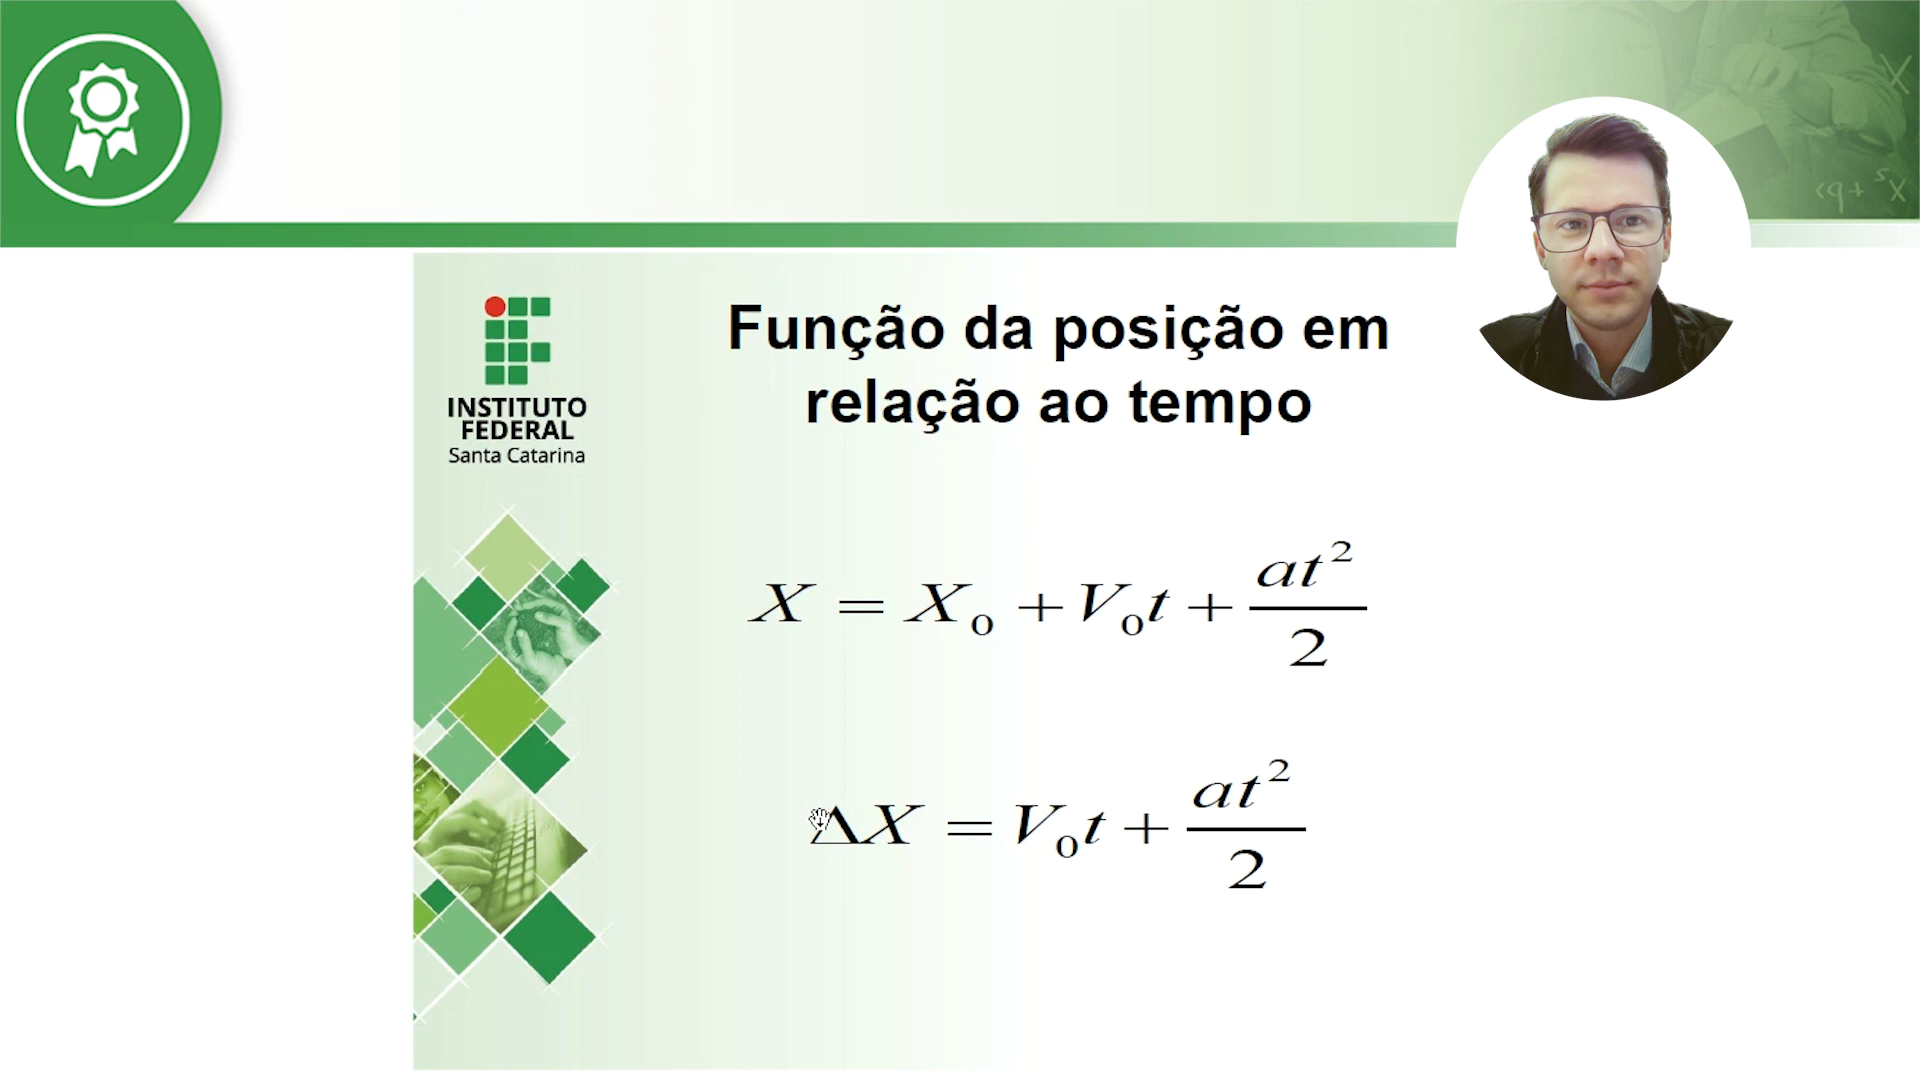 Função da posição em
relação ao tempo
INSTITUTO
FEDERAL
Santa Catarina
X = X₀ + V₀t + at²/2
ΔX = V₀t + at²/2